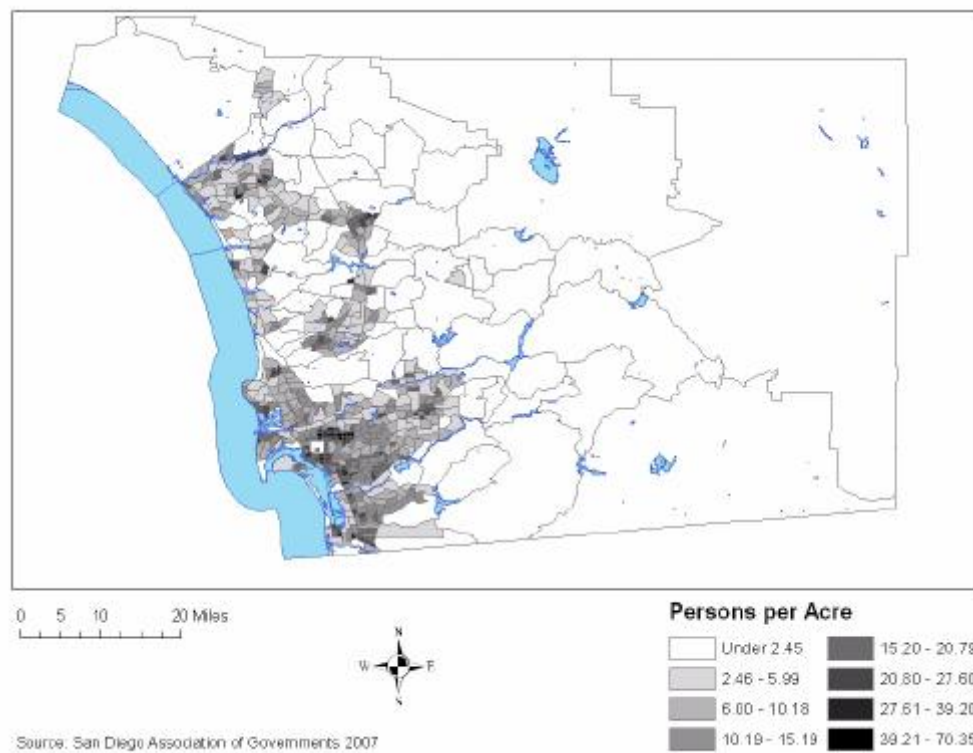 0 5 10 20 Miles
N
W E
S
Persons per Acre
Under 2.45
2.46 - 5.99
6.00 - 10.18
10.19 - 15.19
15.20 - 20.79
20.80 - 27.60
27.61 - 39.20
39.21 - 70.35
Source: San Diego Association of Governments 2007